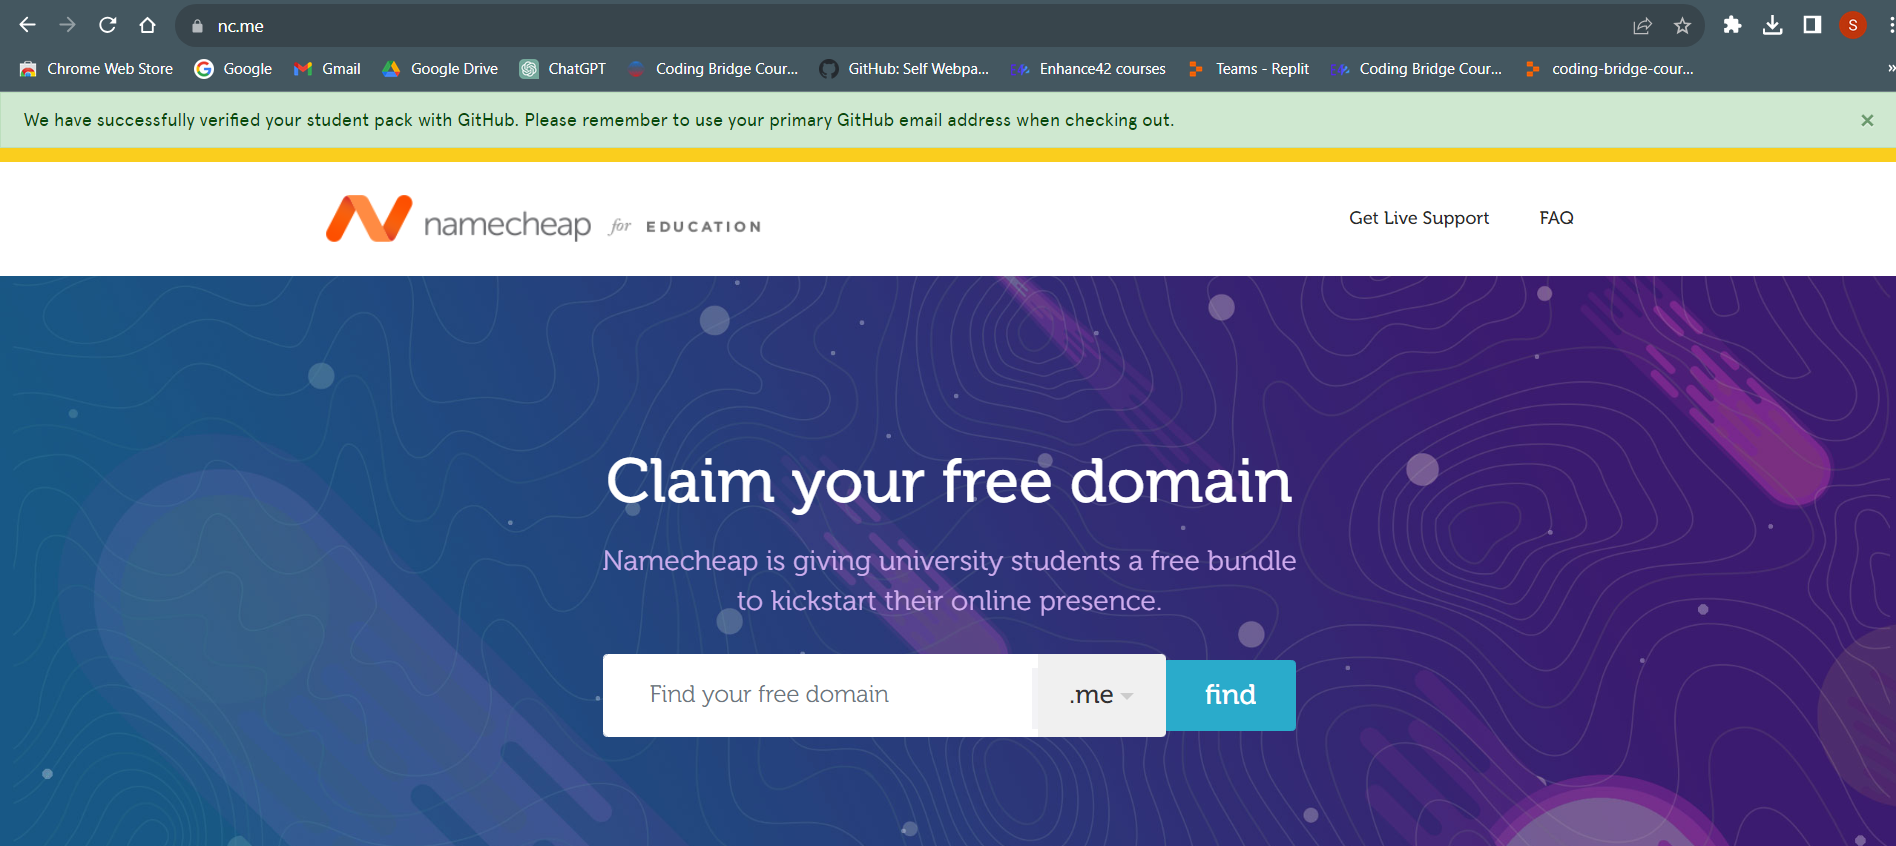 nc.me
S
Chrome Web Store Google Gmail Google Drive ChatGPT Coding Bridge Cour... GitHub: Self Webpa... Enhance42 courses Teams - Replit Coding Bridge Cour... coding-bridge-cour... »
We have successfully verified your student pack with GitHub. Please remember to use your primary GitHub email address when checking out. ×
namecheap for EDUCATION
Get Live Support FAQ
Claim your free domain
Namecheap is giving university students a free bundle
to kickstart their online presence.
Find your free domain .me find